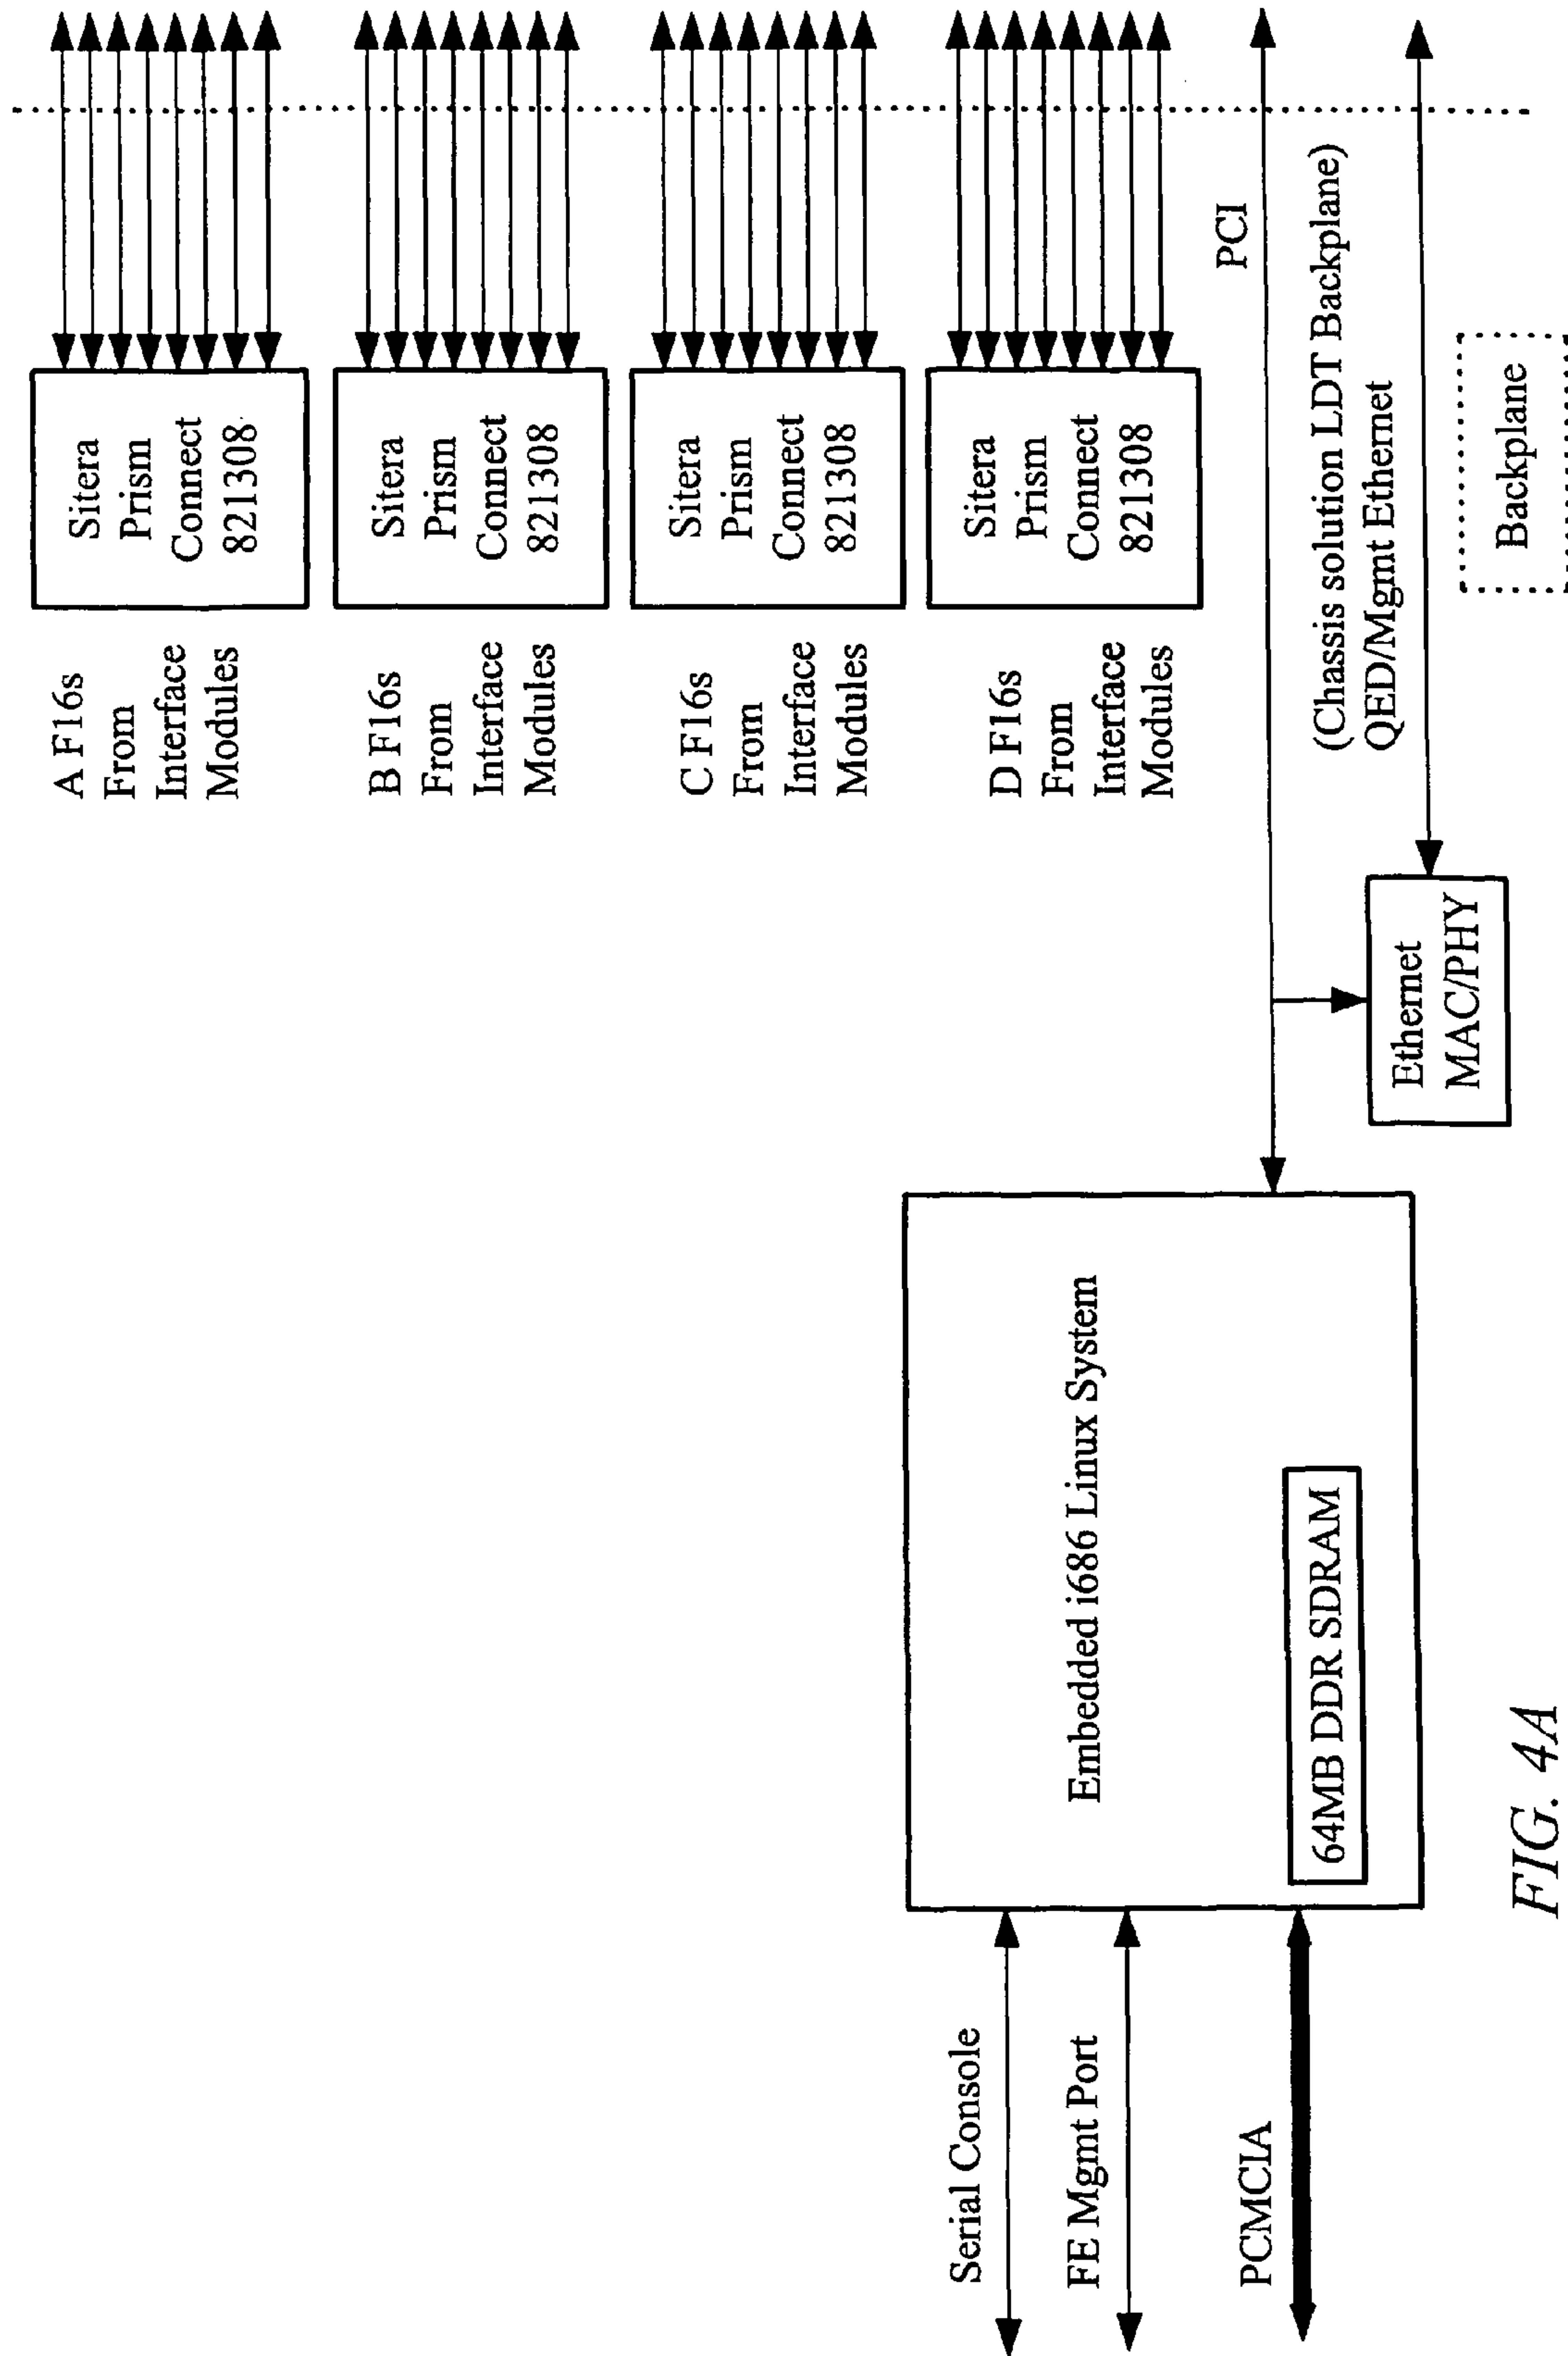 A F16s
From
Interface
Modules
Sitera
Prism
Connect
821308
B F16s
From
Interface
Modules
Sitera
Prism
Connect
821308
C F16s
From
Interface
Modules
Sitera
Prism
Connect
821308
D F16s
From
Interface
Modules
Sitera
Prism
Connect
821308
Serial Console
FE Mgmt Port
PCMCIA
Embedded i686 Linux System
64MB DDR SDRAM
PCI
(Chassis solution LDT Backplane)
QED/Mgmt Ethernet
Ethernet
MAC/PHY
Backplane
FIG. 4A